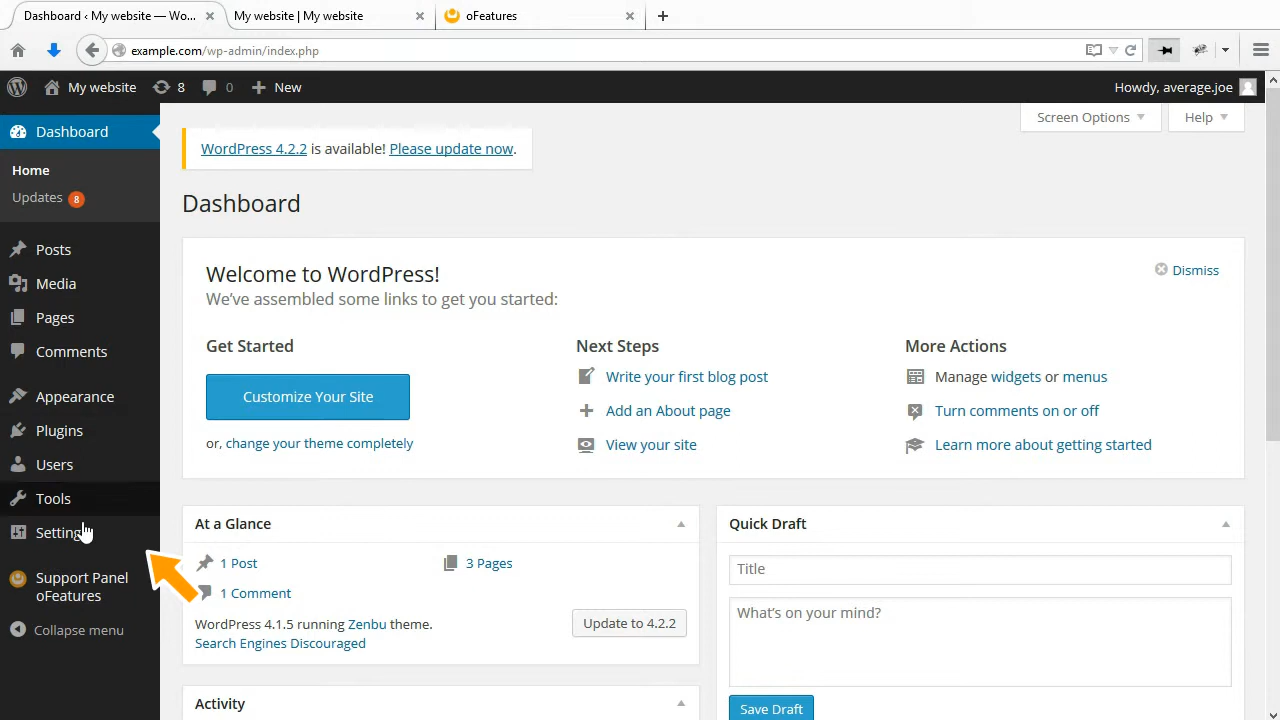 Dashboard ‹ My website — Wo...
My website | My website
oFeatures
example.com/wp-admin/index.php
My website
8
0
New
Howdy, average.joe
Dashboard
Home
Updates 8
Posts
Media
Pages
Comments
Appearance
Plugins
Users
Tools
Setting
Support Panel
oFeatures
Collapse menu
Screen Options
Help
WordPress 4.2.2 is available! Please update now.
Dashboard
Welcome to WordPress!
We've assembled some links to get you started:
Dismiss
Get Started
Customize Your Site
or, change your theme completely
Next Steps
Write your first blog post
Add an About page
View your site
More Actions
Manage widgets or menus
Turn comments on or off
Learn more about getting started
At a Glance
1 Post
3 Pages
1 Comment
WordPress 4.1.5 running Zenbu theme.
Update to 4.2.2
Search Engines Discouraged
Activity
Quick Draft
Title
What's on your mind?
Save Draft